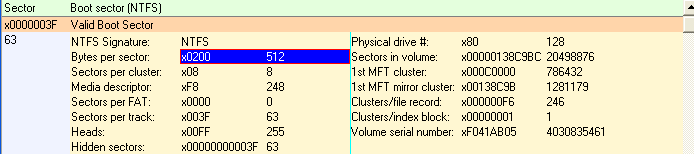 Sector Boot sector (NTFS)
x0000003F Valid Boot Sector
63 NTFS Signature: NTFS Physical drive #: x80 128
Bytes per sector: x0200 512 Sectors in volume: x00000138C9BC 20498876
Sectors per cluster: x08 8 1st MFT cluster: x000C0000 786432
Media descriptor: xF8 248 1st MFT mirror cluster: x00138C9B 1281179
Sectors per FAT: x0000 0 Clusters/file record: x000000F6 246
Sectors per track: x003F 63 Clusters/index block: x00000001 1
Heads: x00FF 255 Volume serial number: xF041AB05 4030835461
Hidden sectors: x00000000003F 63